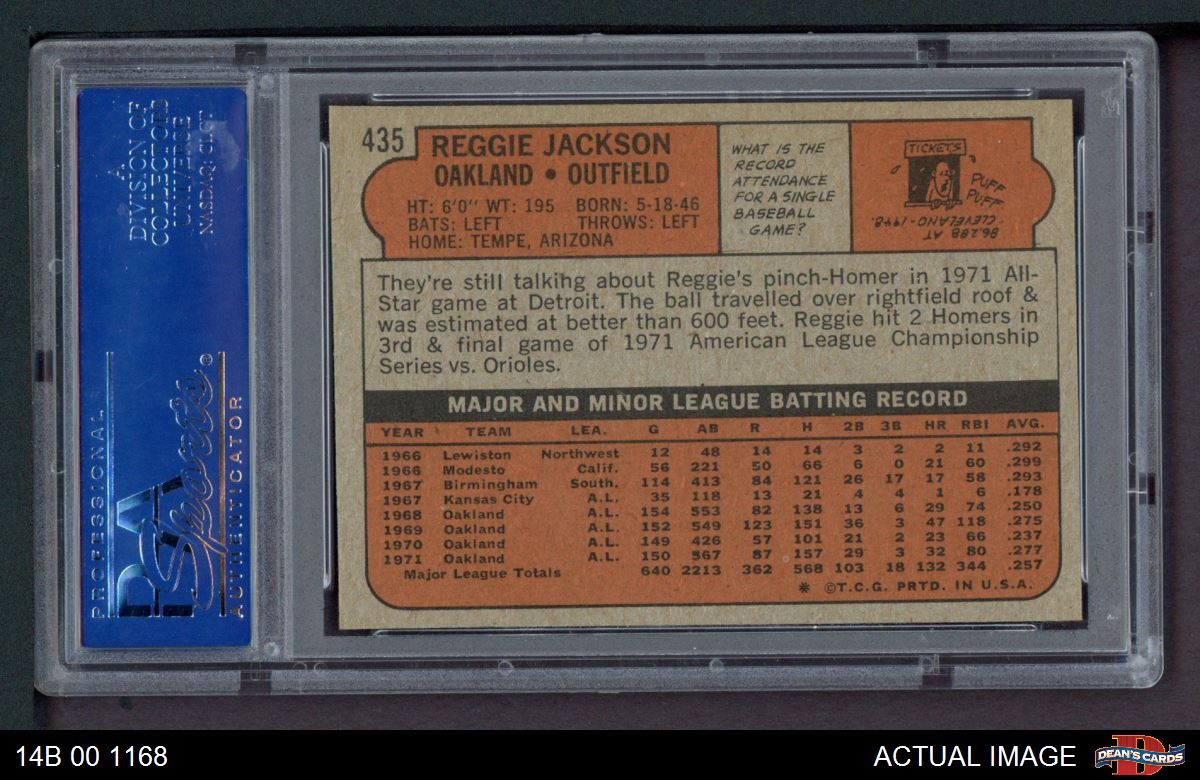 A
DIVISION OF
COLLECTORS
UNIVERSE
NASDAQ: CLCT
PROFESSIONAL
PSA
Sports®
AUTHENTICATOR
435
REGGIE JACKSON
OAKLAND • OUTFIELD
HT: 6'0'' WT: 195 BORN: 5-18-46
BATS: LEFT THROWS: LEFT
HOME: TEMPE, ARIZONA
WHAT IS THE
RECORD
ATTENDANCE
FOR A SINGLE
BASEBALL
GAME?
TICKETS
PUFF
PUFF
86,288 AT
CLEVELAND-1948.
They're still talking about Reggie's pinch-Homer in 1971 All-
Star game at Detroit. The ball travelled over rightfield roof &
was estimated at better than 600 feet. Reggie hit 2 Homers in
3rd & final game of 1971 American League Championship
Series vs. Orioles.
MAJOR AND MINOR LEAGUE BATTING RECORD
YEAR TEAM LEA. G AB R H 2B 3B HR RBI AVG.
1966 Lewiston Northwest 12 48 14 14 3 2 2 11 .292
1966 Modesto Calif. 56 221 50 66 6 0 21 60 .299
1967 Birmingham South. 114 413 84 121 26 17 17 58 .293
1967 Kansas City A.L. 35 118 13 21 4 4 1 6 .178
1968 Oakland A.L. 154 553 82 138 13 6 29 74 .250
1969 Oakland A.L. 152 549 123 151 36 3 47 118 .275
1970 Oakland A.L. 149 426 57 101 21 2 23 66 .237
1971 Oakland A.L. 150 567 87 157 29 3 32 80 .277
Major League Totals 640 2213 362 568 103 18 132 344 .257
* ©T.C.G. PRTD. IN U.S.A.
14B 00 1168
ACTUAL IMAGE
D
DEAN'S CARDS